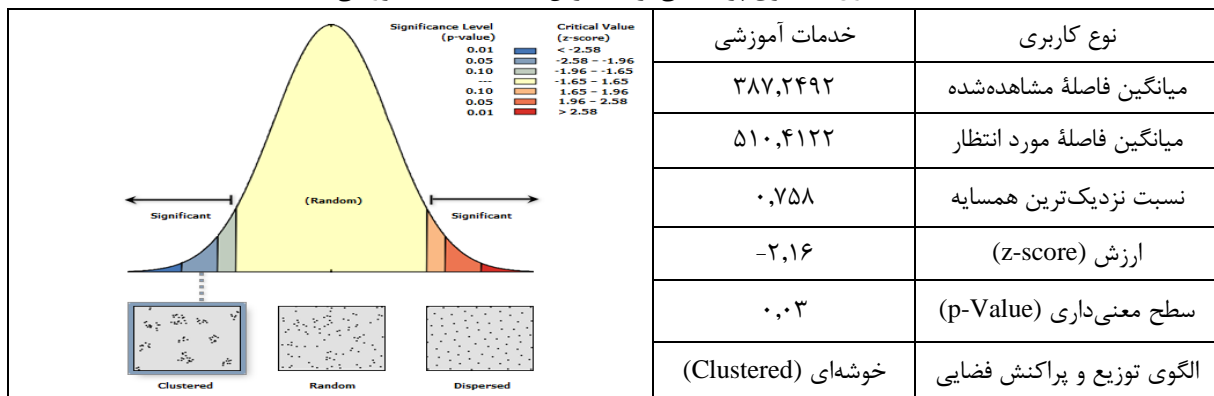 Significance Level (p-value)
Critical Value (z-score)
0.01 < -2.58
0.05 -2.58 – -1.96
0.10 -1.96 – -1.65
--- -1.65 – 1.65
0.10 1.65 – 1.96
0.05 1.96 – 2.58
0.01 > 2.58
Significant
(Random)
Significant
Clustered
Random
Dispersed
نوع کاربری خدمات آموزشی
میانگین فاصلۀ مشاهده‌شده ۳۸۷,۲۴۹۲
میانگین فاصلۀ مورد انتظار ۵۱۰,۴۱۲۲
نسبت نزدیک‌ترین همسایه ۰,۷۵۸
ارزش (z-score) -۲,۱۶
سطح معنی‌داری (p-Value) ۰,۰۳
الگوی توزیع و پراکنش فضایی خوشه‌ای (Clustered)